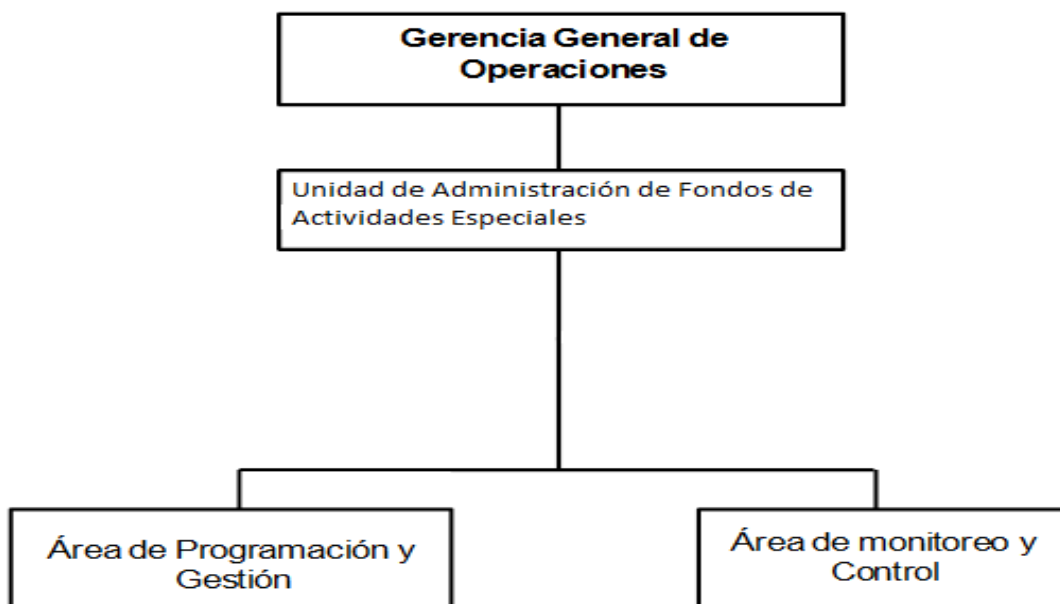 Gerencia General de
Operaciones
Unidad de Administración de Fondos de
Actividades Especiales
Área de Programación y
Gestión
Área de monitoreo y
Control